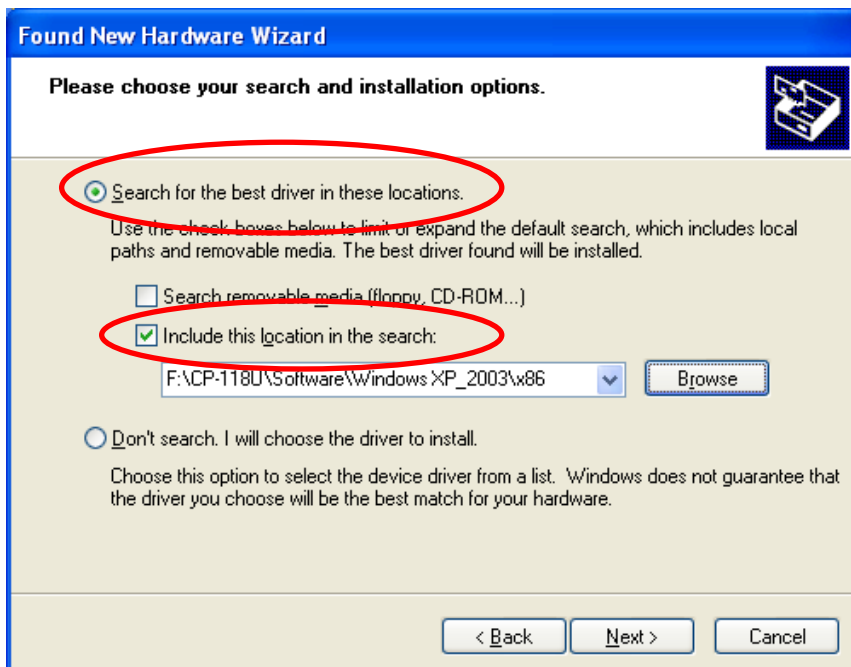 Found New Hardware Wizard
Please choose your search and installation options.
Search for the best driver in these locations.
Use the check boxes below to limit or expand the default search, which includes local
paths and removable media. The best driver found will be installed.
Search removable media (floppy, CD-ROM...)
Include this location in the search:
F:\CP-118U\Software\Windows XP_2003\x86
Browse
Don't search. I will choose the driver to install.
Choose this option to select the device driver from a list.  Windows does not guarantee that
the driver you choose will be the best match for your hardware.
< Back
Next >
Cancel